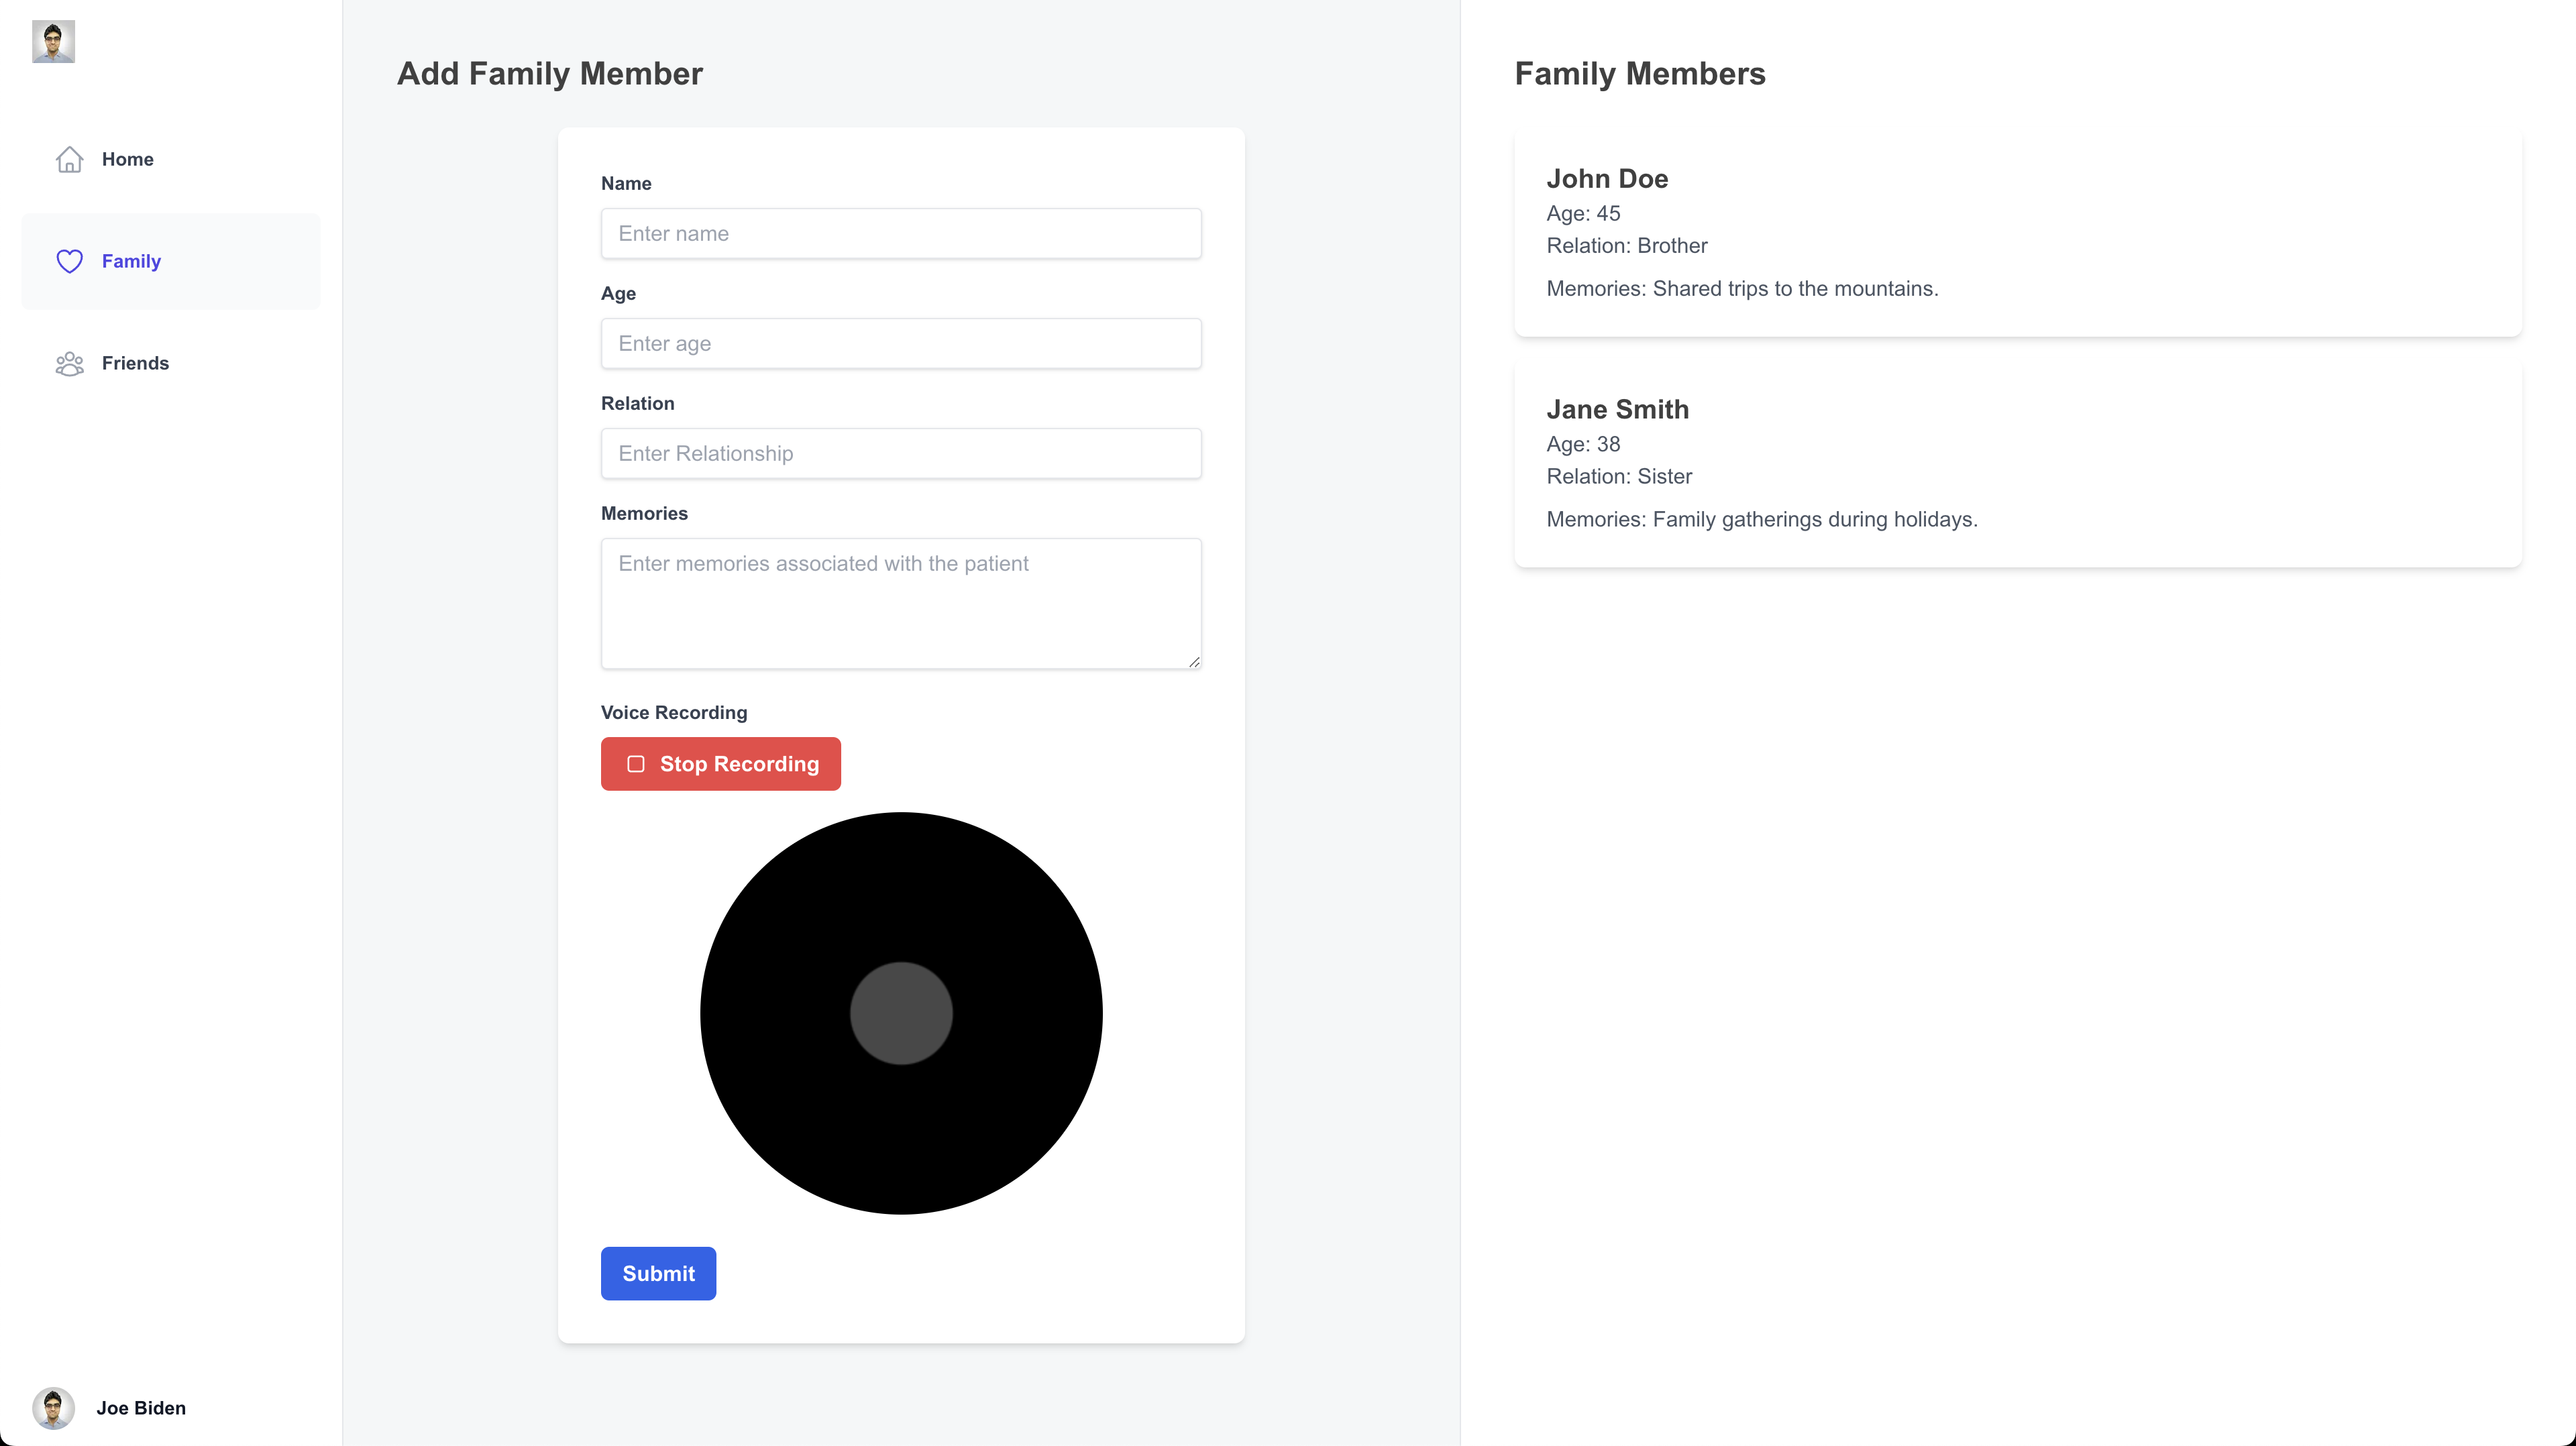 Home
Family
Friends
Joe Biden
Add Family Member
Name
Enter name
Age
Enter age
Relation
Enter Relationship
Memories
Enter memories associated with the patient
Voice Recording
Stop Recording
Submit
Family Members
John Doe
Age: 45
Relation: Brother
Memories: Shared trips to the mountains.
Jane Smith
Age: 38
Relation: Sister
Memories: Family gatherings during holidays.